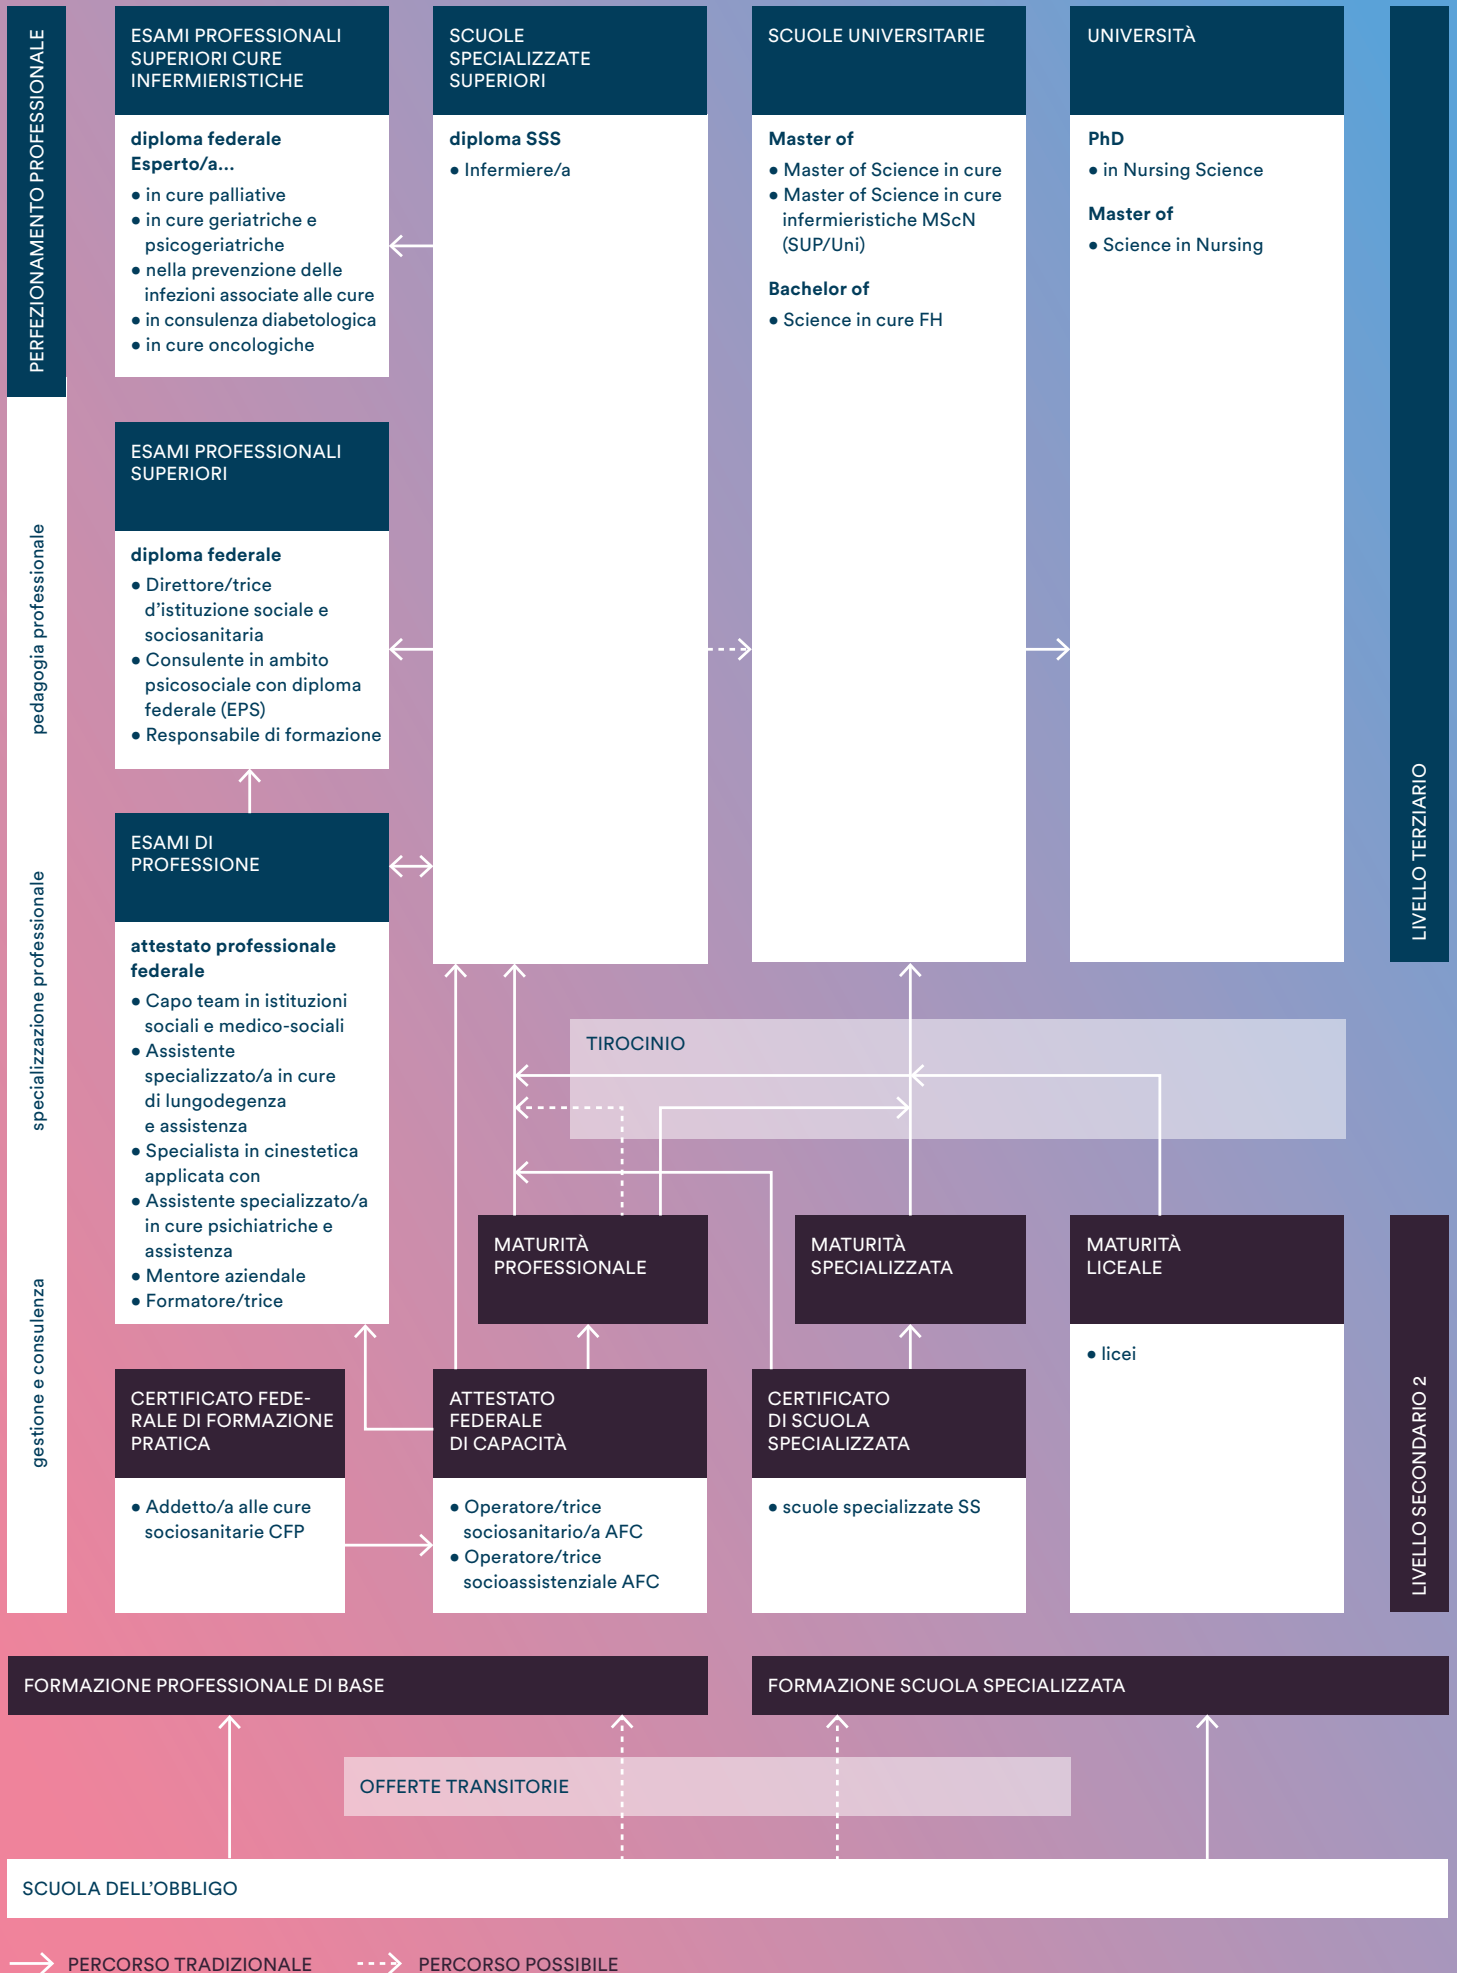 PERFEZIONAMENTO PROFESSIONALE
pedagogia professionale
specializzazione professionale
gestione e consulenza
ESAMI PROFESSIONALI
SUPERIORI CURE
INFERMIERISTICHE
diploma federale
Esperto/a...
• in cure palliative
• in cure geriatriche e
psicogeriatriche
• nella prevenzione delle
infezioni associate alle cure
• in consulenza diabetologica
• in cure oncologiche
SCUOLE
SPECIALIZZATE
SUPERIORI
diploma SSS
• Infermiere/a
SCUOLE UNIVERSITARIE
Master of
• Master of Science in cure
• Master of Science in cure
infermieristiche MScN
(SUP/Uni)
Bachelor of
• Science in cure FH
UNIVERSITÀ
PhD
• in Nursing Science
Master of
• Science in Nursing
LIVELLO TERZIARIO
ESAMI PROFESSIONALI
SUPERIORI
diploma federale
• Direttore/trice
d’istituzione sociale e
sociosanitaria
• Consulente in ambito
psicosociale con diploma
federale (EPS)
• Responsabile di formazione
ESAMI DI
PROFESSIONE
attestato professionale
federale
• Capo team in istituzioni
sociali e medico-sociali
• Assistente
specializzato/a in cure
di lungodegenza
e assistenza
• Specialista in cinestetica
applicata con
• Assistente specializzato/a
in cure psichiatriche e
assistenza
• Mentore aziendale
• Formatore/trice
TIROCINIO
MATURITÀ
PROFESSIONALE
MATURITÀ
SPECIALIZZATA
MATURITÀ
LICEALE
• licei
CERTIFICATO FEDE-
RALE DI FORMAZIONE
PRATICA
• Addetto/a alle cure
sociosanitarie CFP
ATTESTATO
FEDERALE
DI CAPACITÀ
• Operatore/trice
sociosanitario/a AFC
• Operatore/trice
socioassistenziale AFC
CERTIFICATO
DI SCUOLA
SPECIALIZZATA
• scuole specializzate SS
LIVELLO SECONDARIO 2
FORMAZIONE PROFESSIONALE DI BASE
FORMAZIONE SCUOLA SPECIALIZZATA
OFFERTE TRANSITORIE
SCUOLA DELL’OBBLIGO
PERCORSO TRADIZIONALE
PERCORSO POSSIBILE